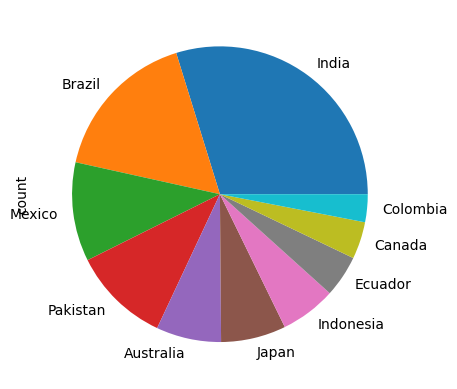 India
Brazil
count
Mexico
Colombia
Canada
Ecuador
Pakistan
Indonesia
Australia
Japan